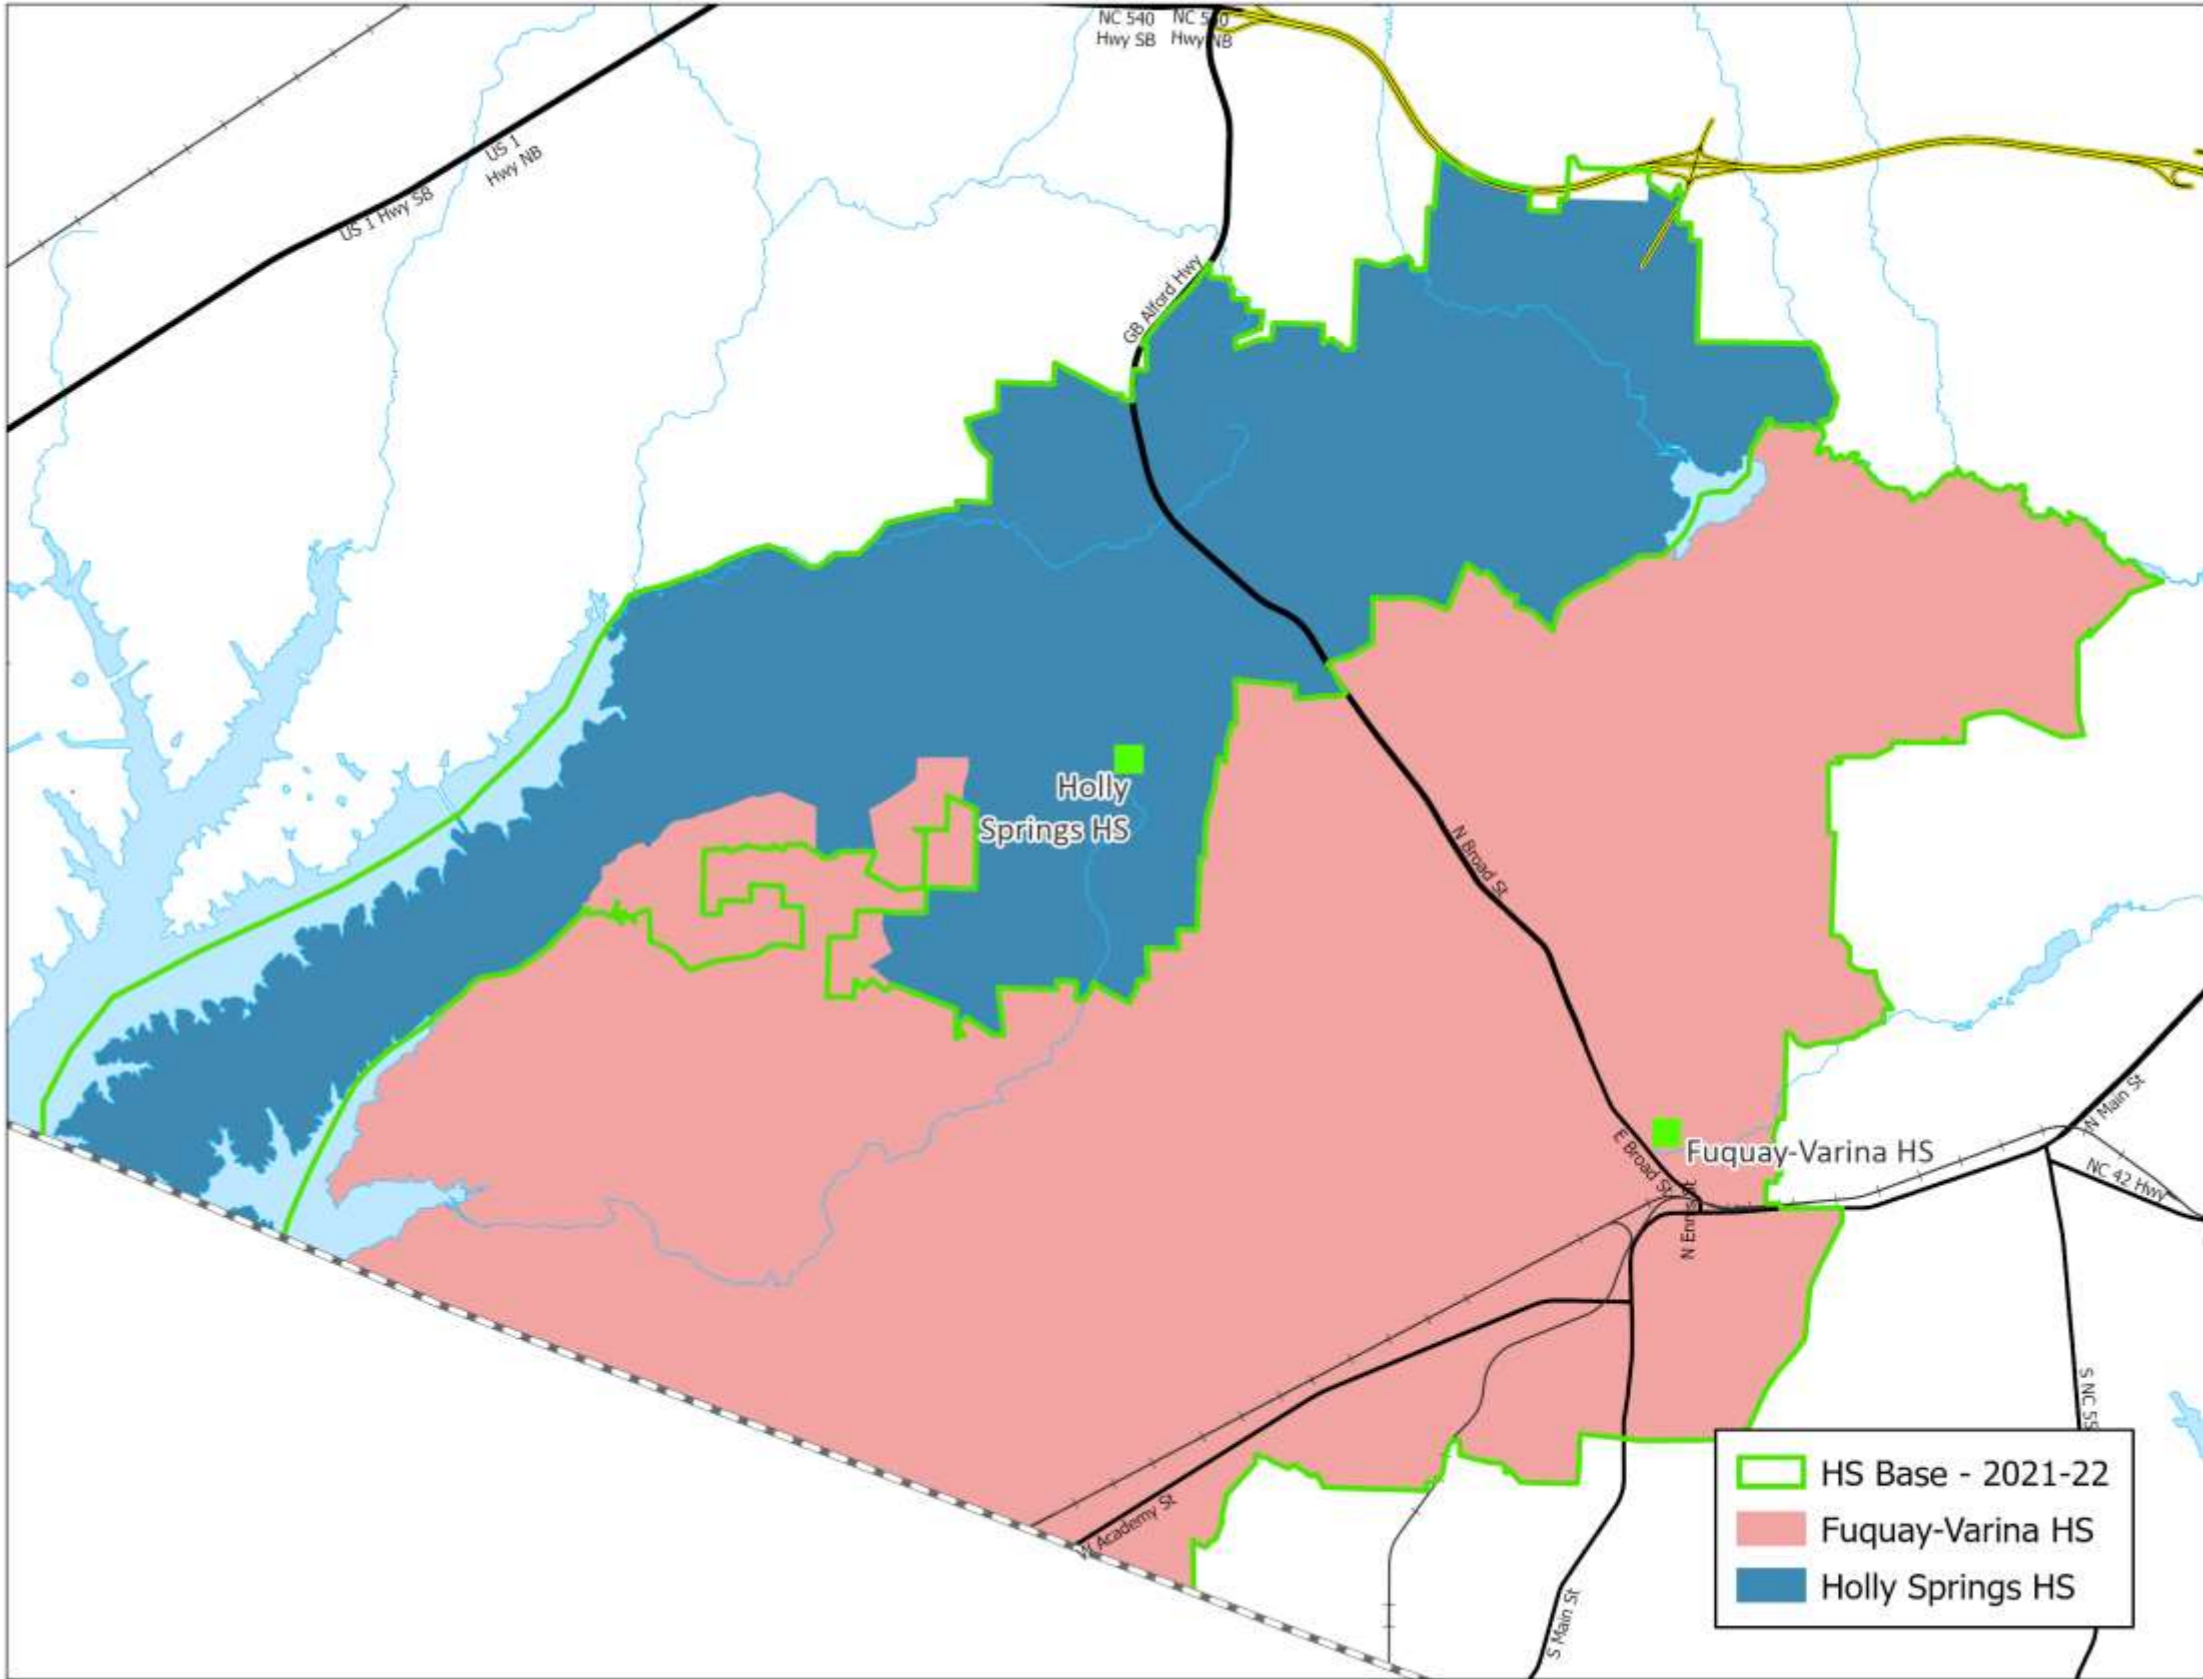 NC 540
Hwy SB
NC 540
Hwy NB
US 1
Hwy NB
US 1 Hwy SB
GB Alford Hwy
Holly
Springs HS
N Broad St
E Broad St
Fuquay-Varina HS
N Main St
NC 42 Hwy
S NC 55
W Academy St
S Main St
HS Base - 2021-22
Fuquay-Varina HS
Holly Springs HS